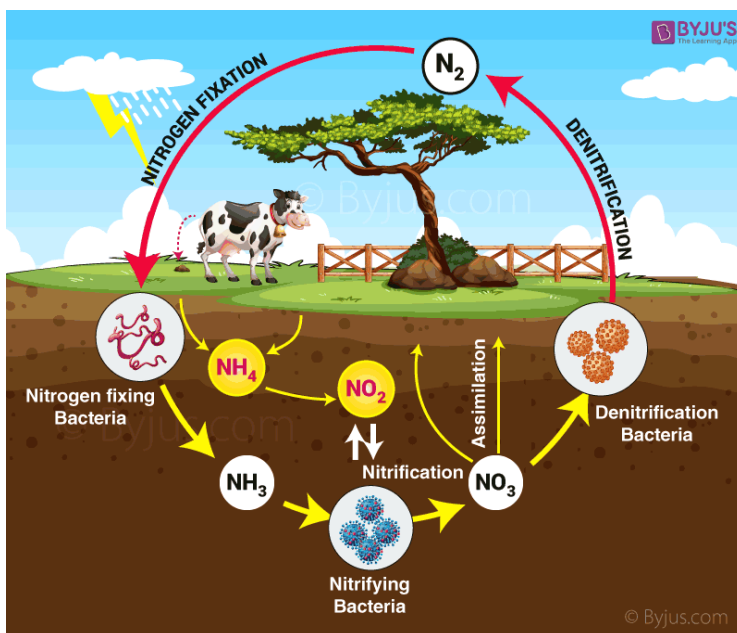 BYJU'S
The Learning App
N₂
NITROGEN FIXATION
DENITRIFICATION
© Byjus.com
NH₄
NO₂
Nitrogen fixing
Bacteria
Assimilation
Denitrification
Bacteria
© Byjus.com
NH₃
Nitrification
NO₃
Nitrifying
Bacteria
© Byjus.com